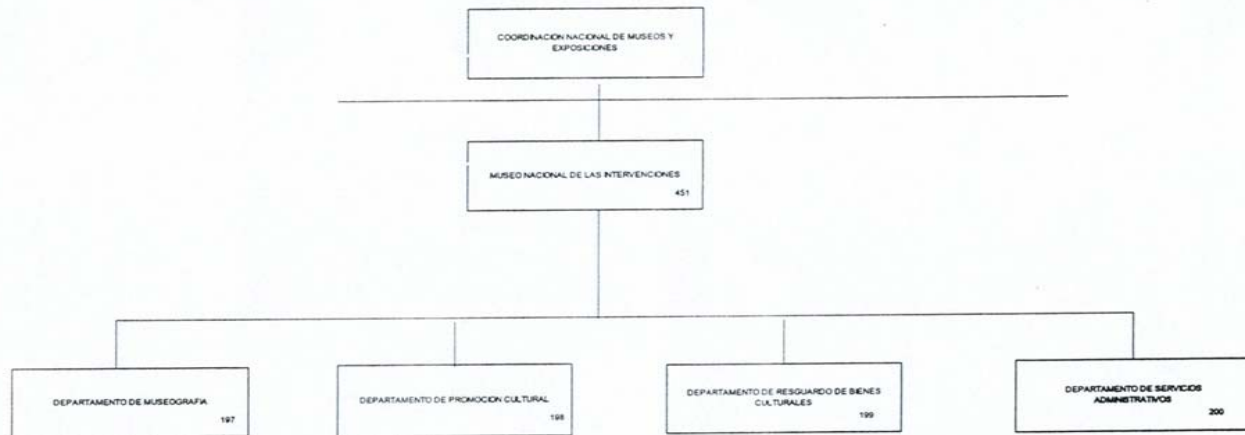 COORDINACION NACIONAL DE MUSEOS Y
EXPOSICIONES
MUSEO NACIONAL DE LAS INTERVENCIONES
451
DEPARTAMENTO DE MUSEOGRAFIA
197
DEPARTAMENTO DE PROMOCION CULTURAL
198
DEPARTAMENTO DE RESGUARDO DE BIENES
CULTURALES
199
DEPARTAMENTO DE SERVICIOS
ADMINISTRATIVOS
200